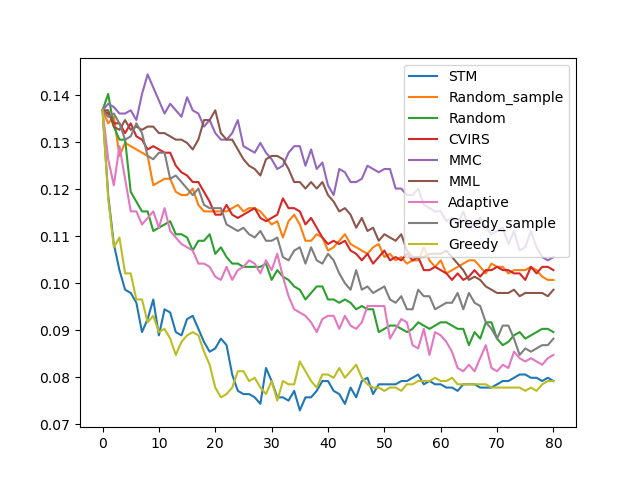 0.14
0.13
0.12
0.11
0.10
0.09
0.08
0.07
0 10 20 30 40 50 60 70 80
STM
Random_sample
Random
CVIRS
MMC
MML
Adaptive
Greedy_sample
Greedy